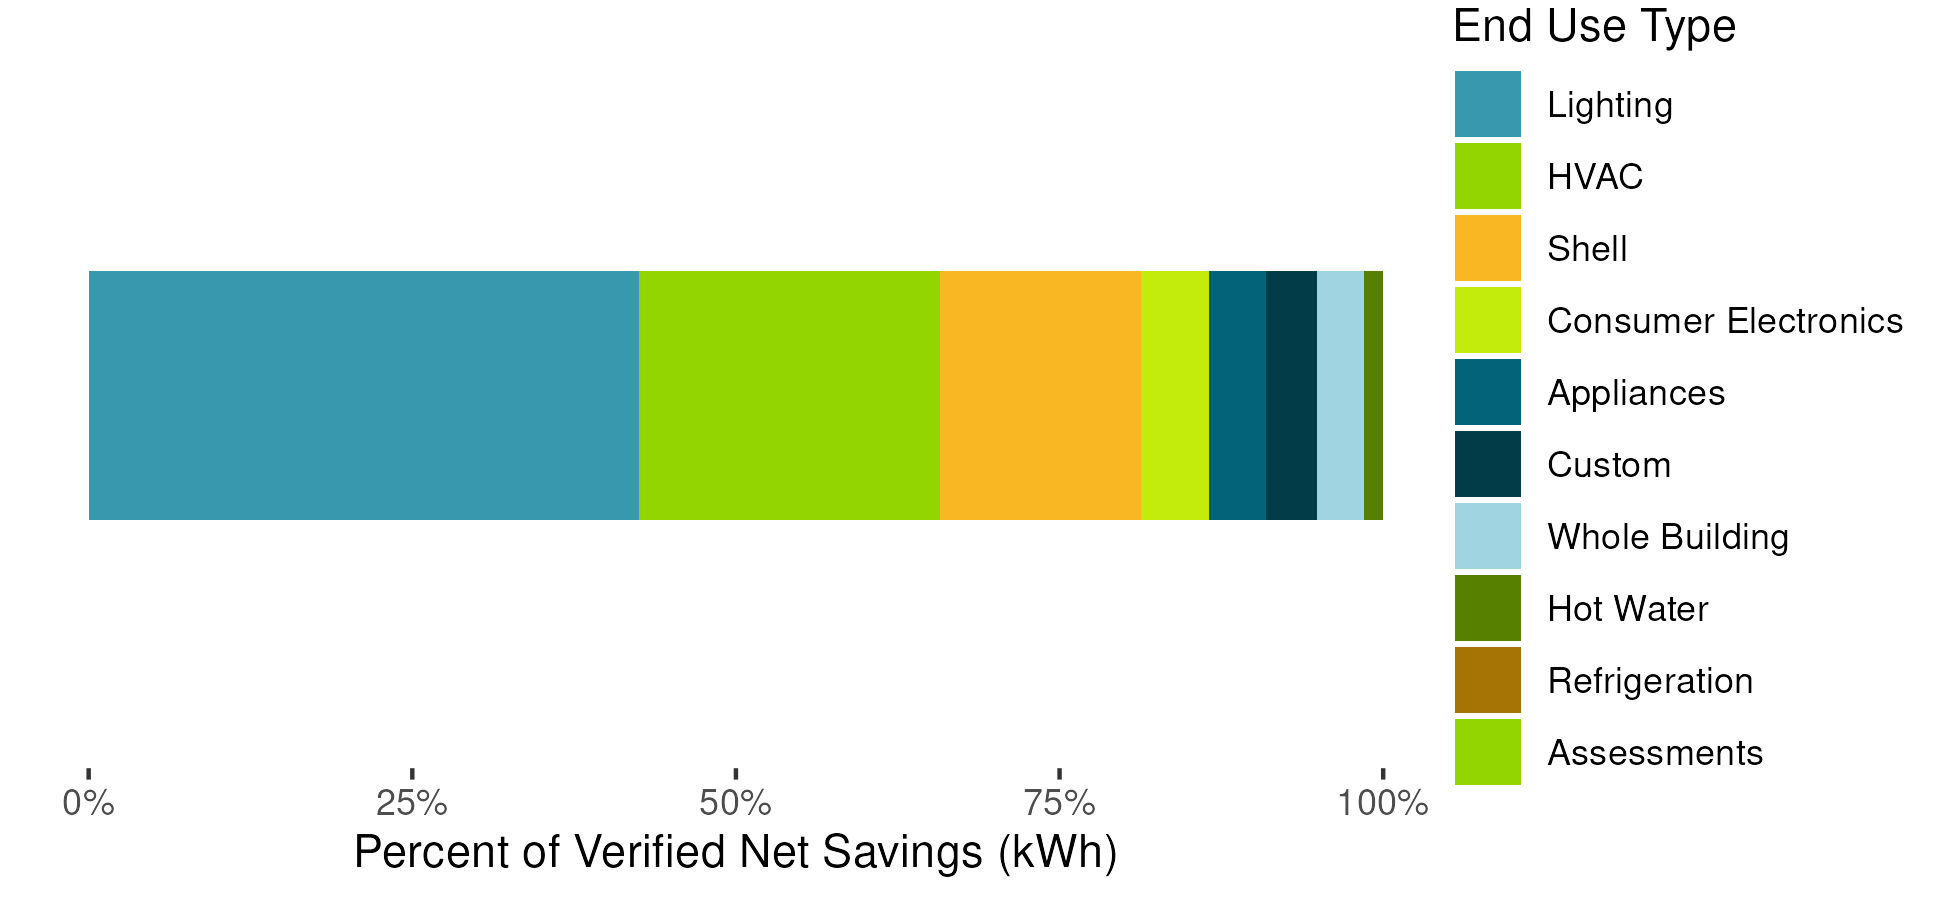 End Use Type
Lighting
HVAC
Shell
Consumer Electronics
Appliances
Custom
Whole Building
Hot Water
Refrigeration
Assessments
0% 25% 50% 75% 100%
Percent of Verified Net Savings (kWh)